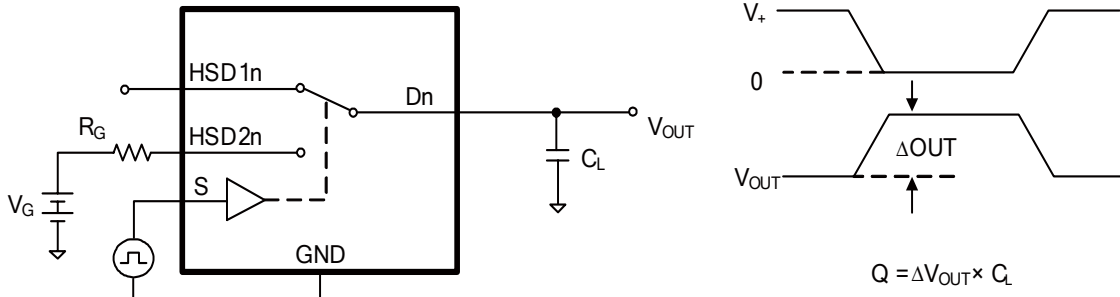 V+
HSD1n
0
Dn
RG
HSD2n
VOUT
CL
ΔOUT
S
VOUT
VG
GND
Q = ΔVOUT × CL